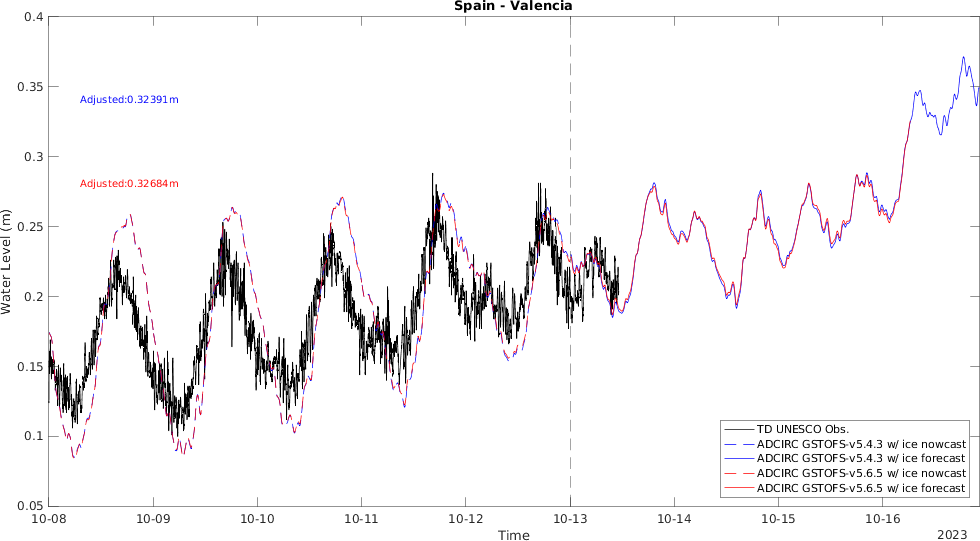 Spain - Valencia
0.4
0.35
0.3
0.25
0.2
0.15
0.1
0.05
Water Level (m)
Adjusted:0.32391m
Adjusted:0.32684m
TD UNESCO Obs.
ADCIRC GSTOFS-v5.4.3 w/ ice nowcast
ADCIRC GSTOFS-v5.4.3 w/ ice forecast
ADCIRC GSTOFS-v5.6.5 w/ ice nowcast
ADCIRC GSTOFS-v5.6.5 w/ ice forecast
10-08 10-09 10-10 10-11 10-12 10-13 10-14 10-15 10-16
Time
2023